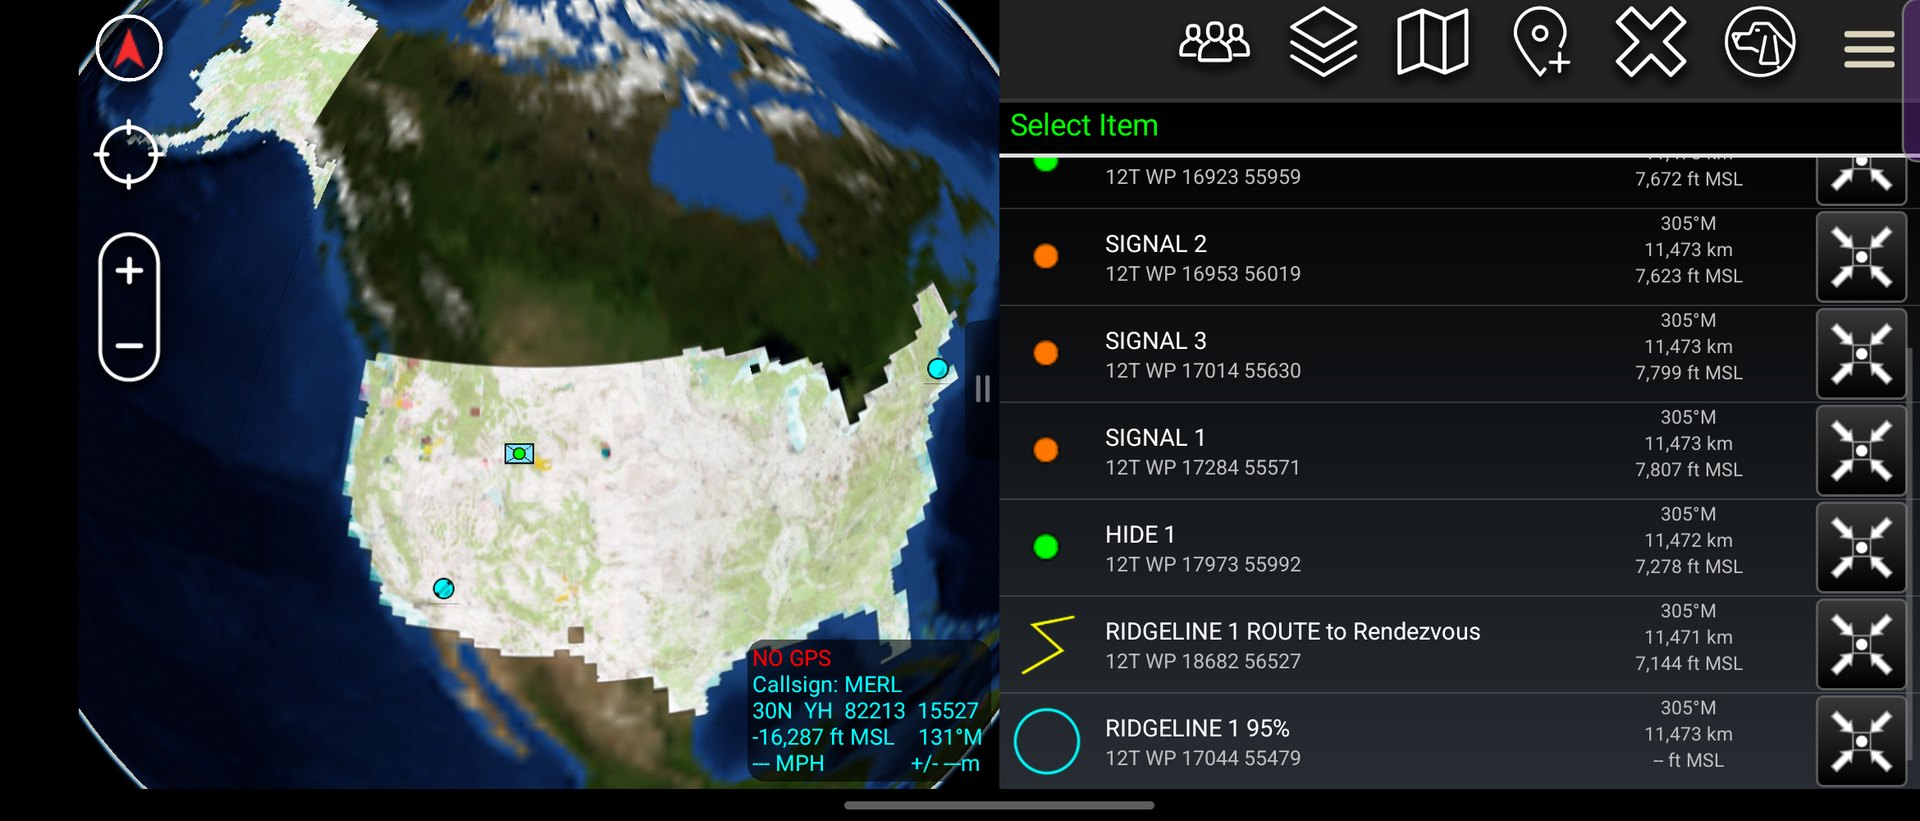 Select Item
12T WP 16923 55959
7,672 ft MSL
SIGNAL 2
12T WP 16953 56019
305°M
11,473 km
7,623 ft MSL
SIGNAL 3
12T WP 17014 55630
305°M
11,473 km
7,799 ft MSL
SIGNAL 1
12T WP 17284 55571
305°M
11,473 km
7,807 ft MSL
HIDE 1
12T WP 17973 55992
305°M
11,472 km
7,278 ft MSL
RIDGELINE 1 ROUTE to Rendezvous
12T WP 18682 56527
305°M
11,471 km
7,144 ft MSL
RIDGELINE 1 95%
12T WP 17044 55479
305°M
11,473 km
-- ft MSL
NO GPS
Callsign: MERL
30N YH 82213 15527
-16,287 ft MSL 131°M
--- MPH +/- ---m